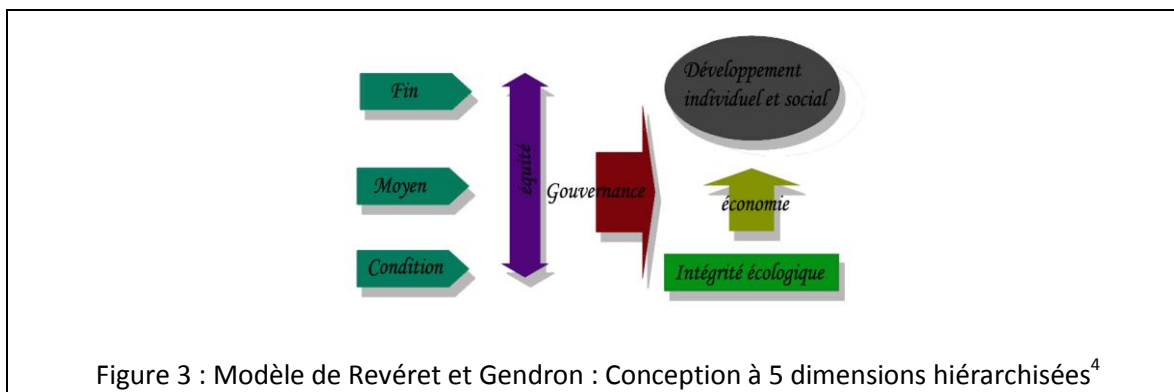 Fin
Moyen
Condition
équité
Gouvernance
Développement
individuel et social
économie
Intégrité écologique
Figure 3 : Modèle de Revéret et Gendron : Conception à 5 dimensions hiérarchisées⁴